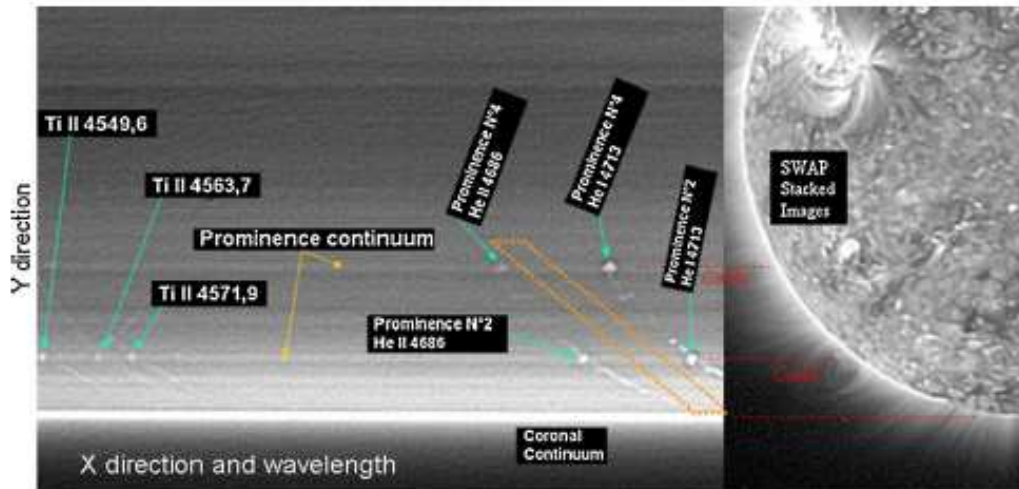 Ti II 4549,6
Ti II 4563,7
Prominence continuum
Ti II 4571,9
Prominence N°4
He II 4686
Prominence N°4
He I 4713
Prominence N°2
He I 4713
Prominence N°2
He II 4686
SWAP
Stacked
Images
Coronal
Continuum
Y direction
X direction and wavelength